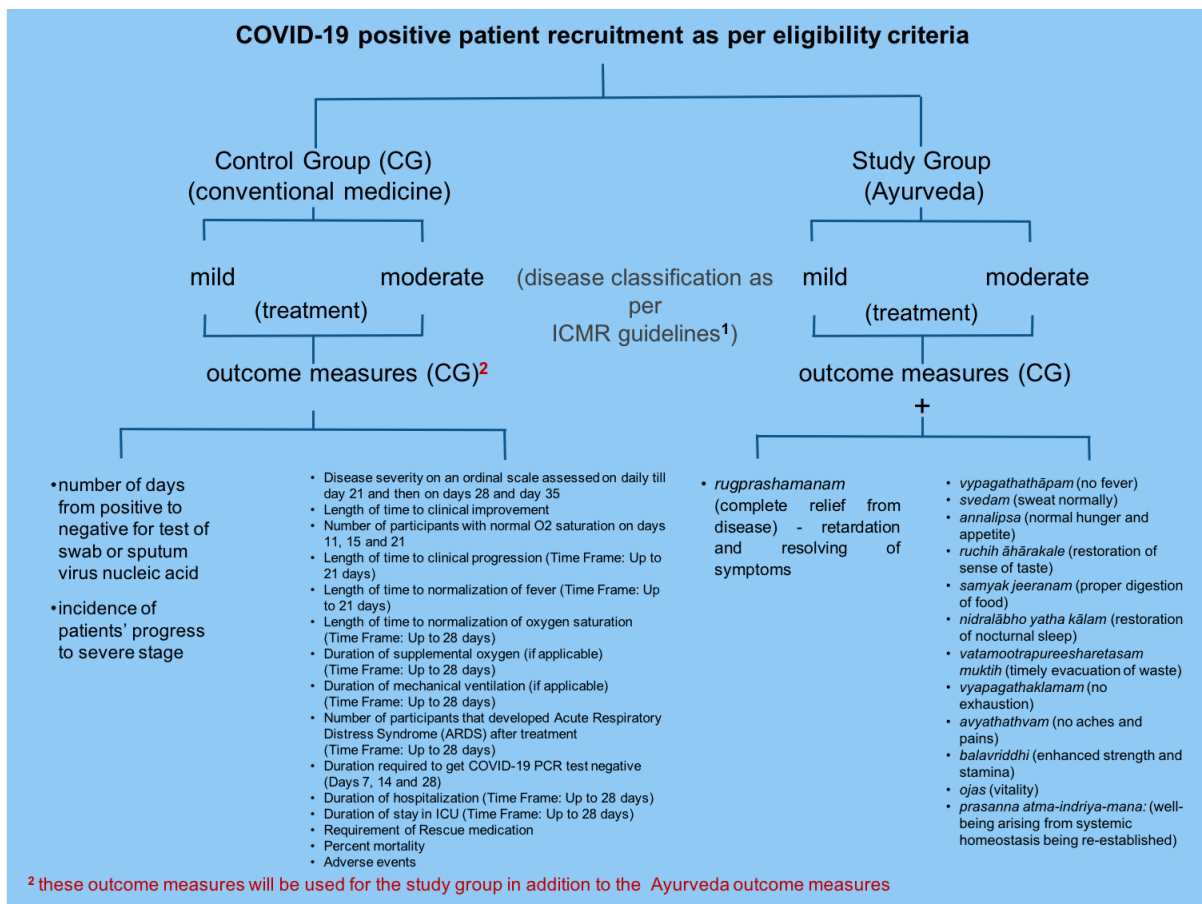 COVID-19 positive patient recruitment as per eligibility criteria
Control Group (CG)
(conventional medicine)
Study Group
(Ayurveda)
mild
moderate
(treatment)
(disease classification as
per
ICMR guidelines1)
mild
moderate
(treatment)
outcome measures (CG)2
outcome measures (CG)
+
•number of days
from positive to
negative for test of
swab or sputum
virus nucleic acid
•incidence of
patients’ progress
to severe stage
• Disease severity on an ordinal scale assessed on daily till
day 21 and then on days 28 and day 35
• Length of time to clinical improvement
• Number of participants with normal O2 saturation on days
11, 15 and 21
• Length of time to clinical progression (Time Frame: Up to
21 days)
• Length of time to normalization of fever (Time Frame: Up
to 21 days)
• Length of time to normalization of oxygen saturation
(Time Frame: Up to 28 days)
• Duration of supplemental oxygen (if applicable)
(Time Frame: Up to 28 days)
• Duration of mechanical ventilation (if applicable)
(Time Frame: Up to 28 days)
• Number of participants that developed Acute Respiratory
Distress Syndrome (ARDS) after treatment
(Time Frame: Up to 28 days)
• Duration required to get COVID-19 PCR test negative
(Days 7, 14 and 28)
• Duration of hospitalization (Time Frame: Up to 28 days)
• Duration of stay in ICU (Time Frame: Up to 28 days)
• Requirement of Rescue medication
• Percent mortality
• Adverse events
• rugprashamanam
(complete relief from
disease) - retardation
and resolving of
symptoms
• vypagathathāpam (no fever)
• svedam (sweat normally)
• annalipsa (normal hunger and
appetite)
• ruchih āhārakale (restoration of
sense of taste)
• samyak jeeranam (proper digestion
of food)
• nidralābho yatha kālam (restoration
of nocturnal sleep)
• vatamootrapureesharetasam
muktih (timely evacuation of waste)
• vyapagathaklamam (no
exhaustion)
• avyathathvam (no aches and
pains)
• balavriddhi (enhanced strength and
stamina)
• ojas (vitality)
• prasanna atma-indriya-mana: (well-
being arising from systemic
homeostasis being re-established)
2 these outcome measures will be used for the study group in addition to the Ayurveda outcome measures